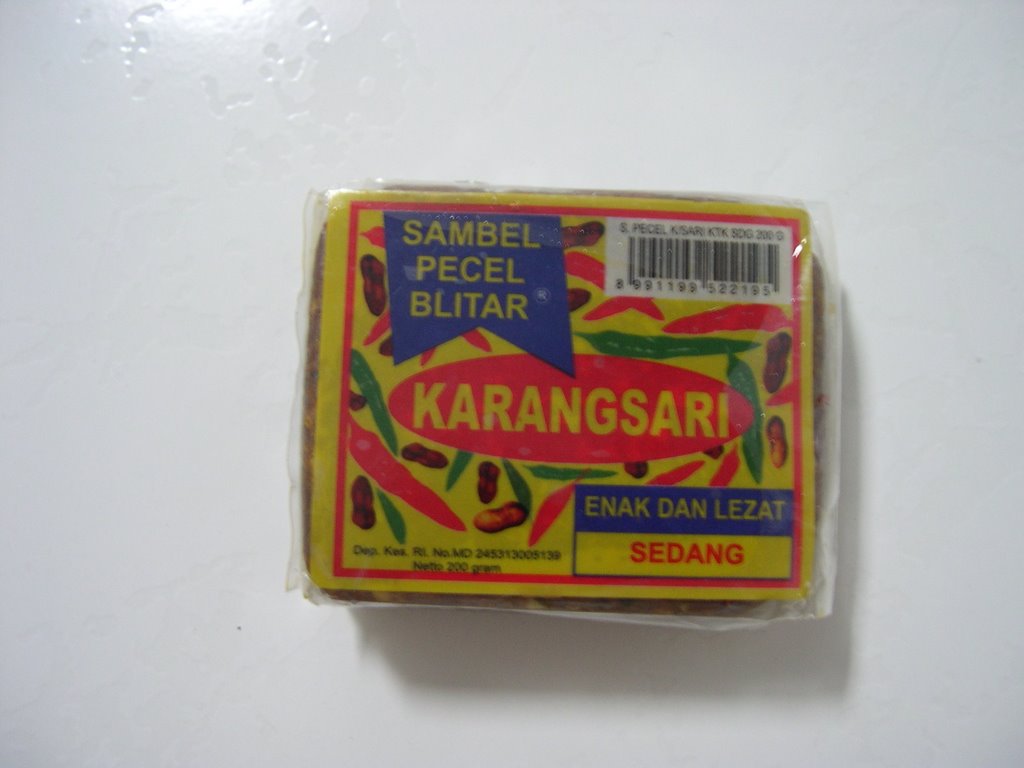 SAMBEL
PECEL
BLITAR ®
S. PECEL K/SARI KTK SDG 200 G
8 991199 522195
KARANGSARI
ENAK DAN LEZAT
SEDANG
Dep. Kes. RI. No.MD 245313005139
Netto 200 gram